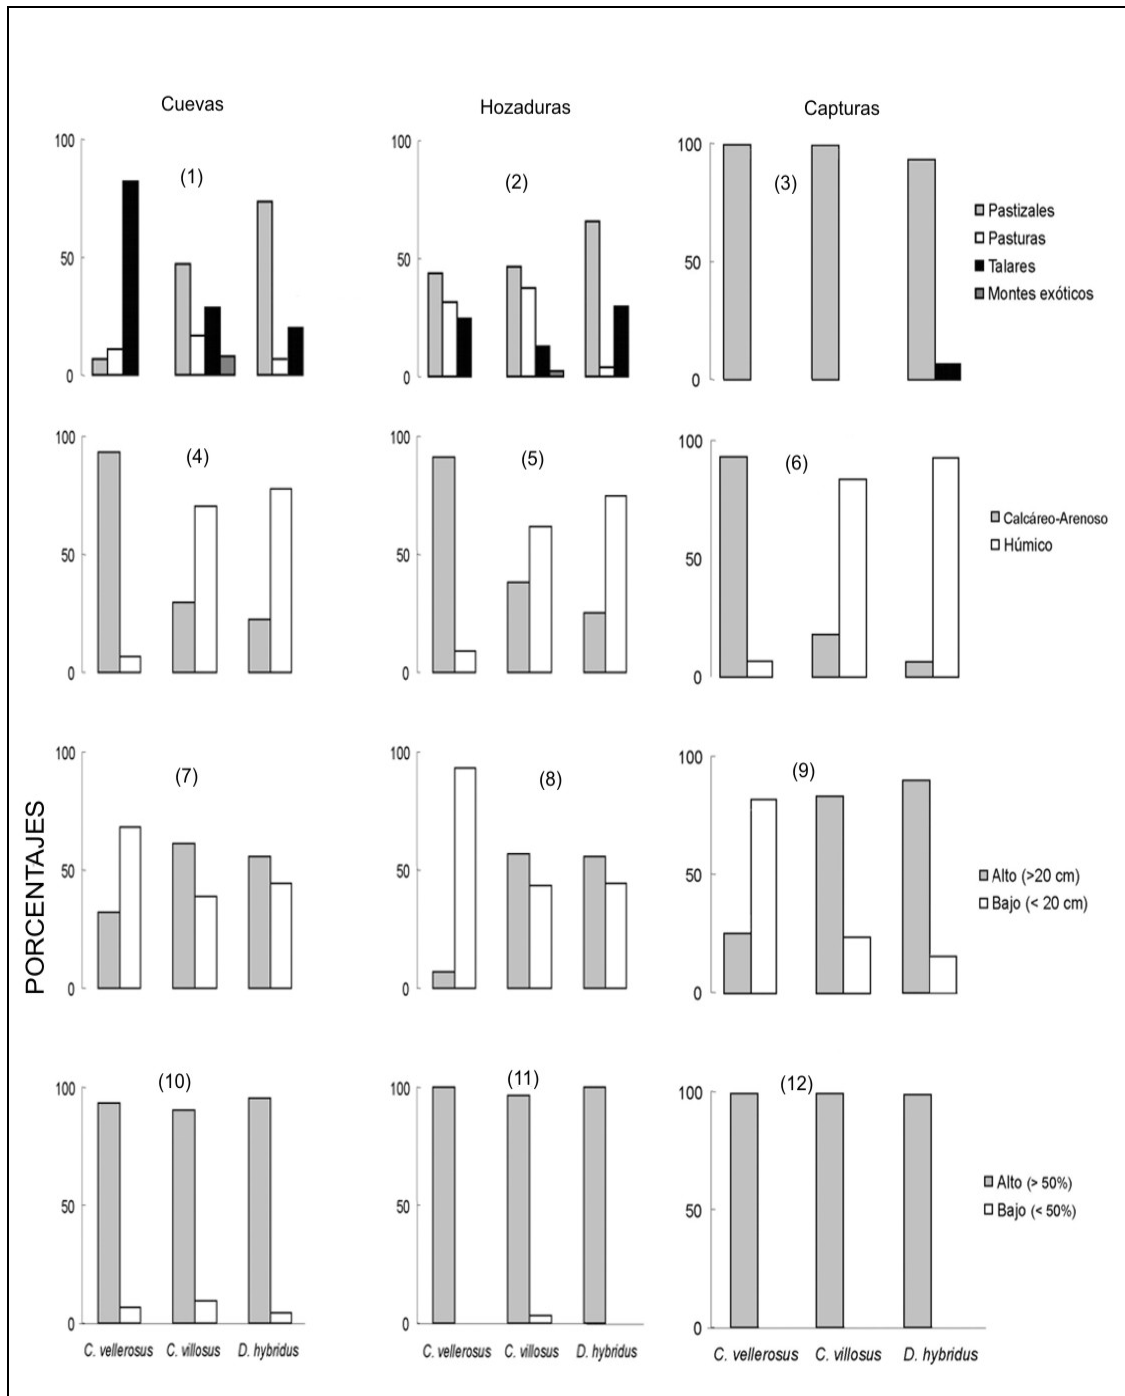 Cuevas
Hozaduras
Capturas
100
50
0
(1)
100
50
0
(2)
100
50
0
(3)
Pastizales
Pasturas
Talares
Montes exóticos
100
50
0
(4)
100
50
0
(5)
100
50
0
(6)
Calcáreo-Arenoso
Húmico
PORCENTAJES
100
50
0
(7)
100
50
0
(8)
100
50
0
(9)
Alto (>20 cm)
Bajo (< 20 cm)
100
50
0
(10)
100
50
0
(11)
100
50
0
(12)
Alto (> 50%)
Bajo (< 50%)
C. vellerosus C. villosus D. hybridus
C. vellerosus C. villosus D. hybridus
C. vellerosus C. villosus D. hybridus